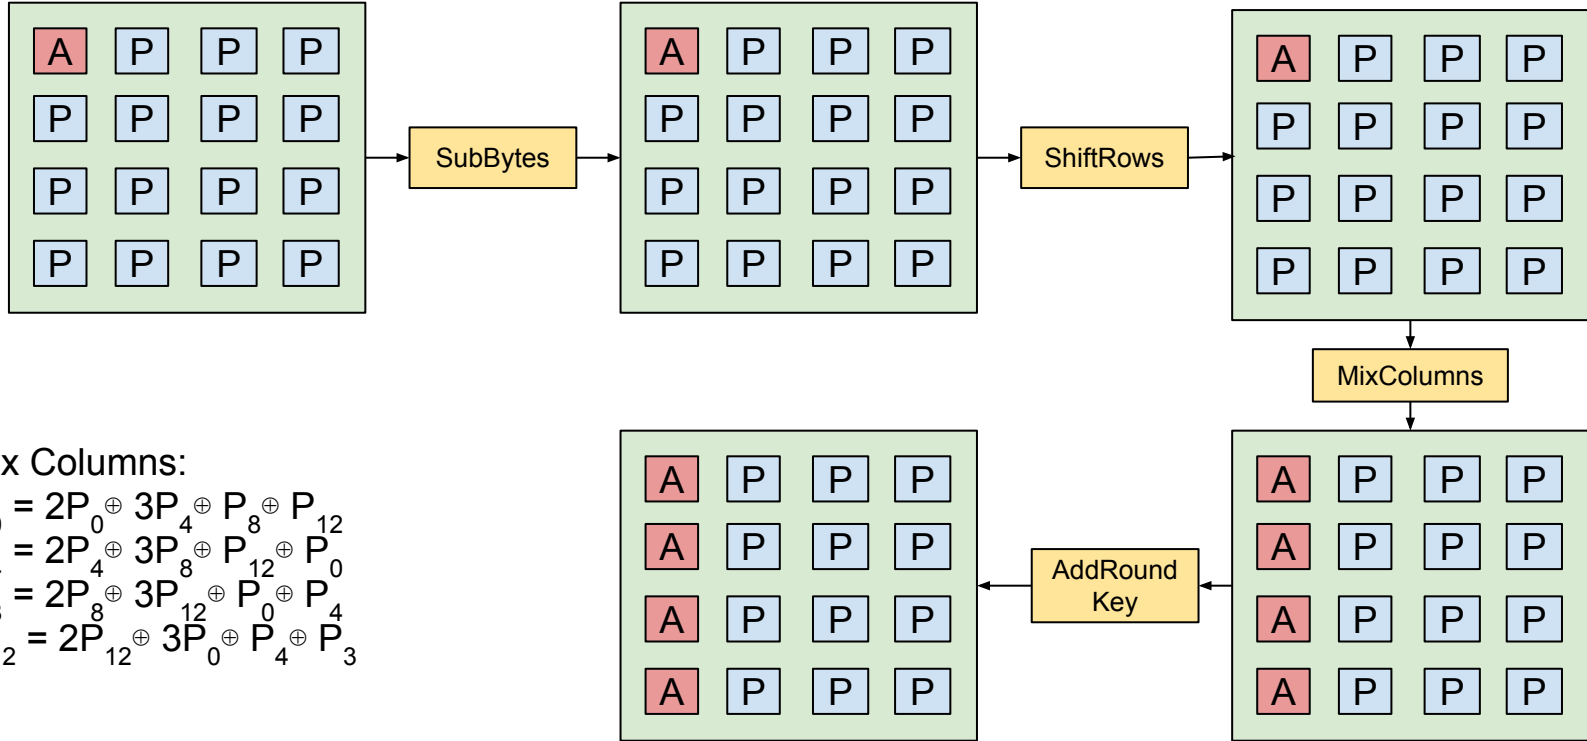 A P P P
P P P P
P P P P
P P P P
SubBytes
A P P P
P P P P
P P P P
P P P P
ShiftRows
A P P P
P P P P
P P P P
P P P P
MixColumns
A P P P
A P P P
A P P P
A P P P
AddRound
Key
A P P P
A P P P
A P P P
A P P P
x Columns:
= 2P₀⊕ 3P₄⊕ P₈⊕ P₁₂
= 2P₄⊕ 3P₈⊕ P₁₂⊕ P₀
= 2P₈⊕ 3P₁₂⊕ P₀⊕ P₄
₂ = 2P₁₂⊕ 3P₀⊕ P₄⊕ P₃